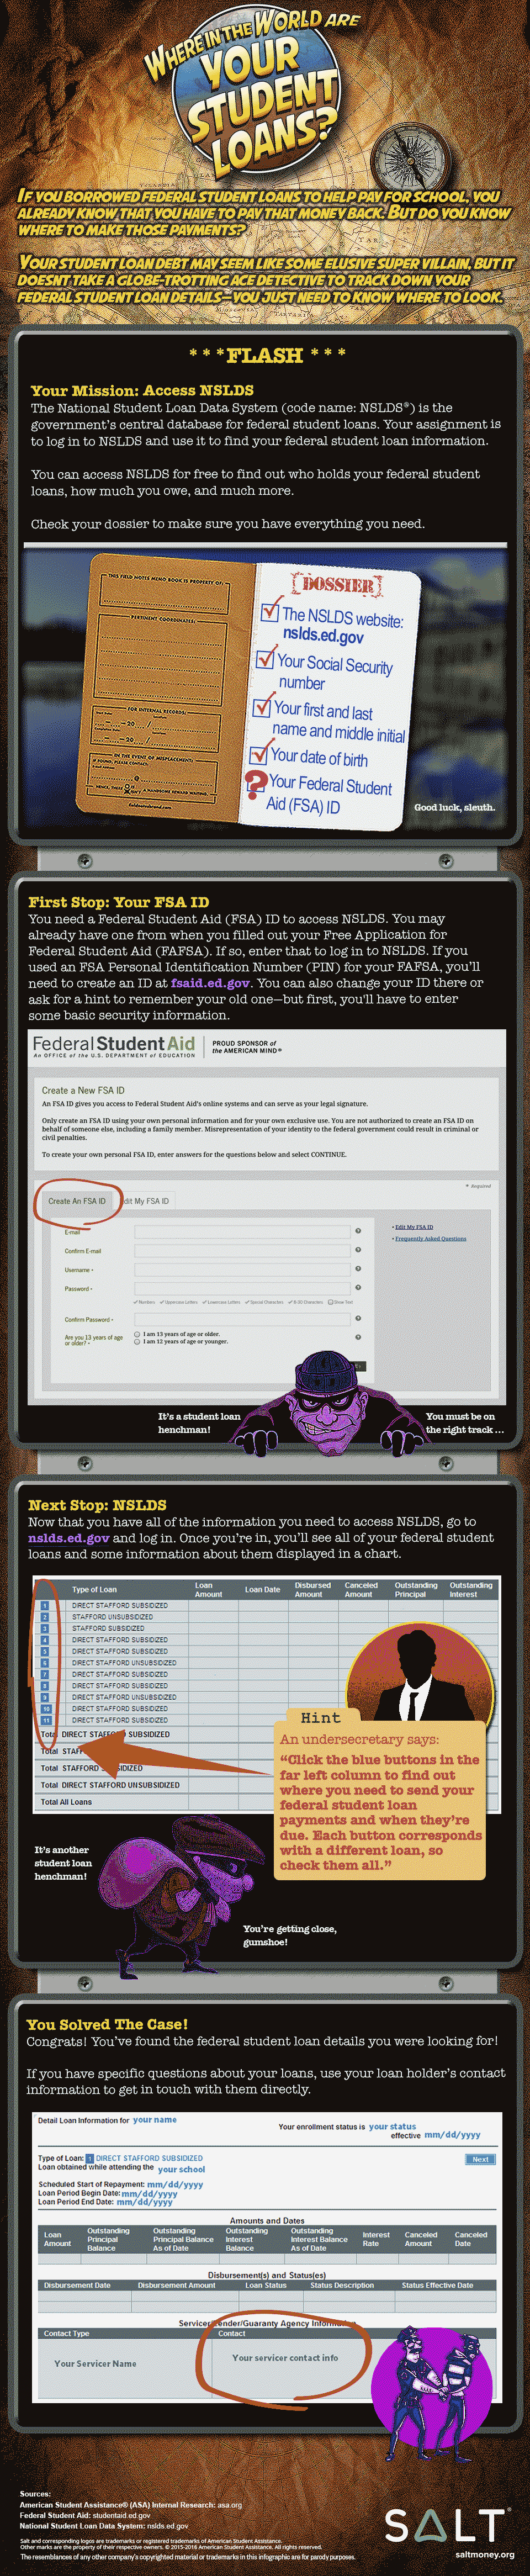 WHERE IN THE WORLD ARE
YOUR
STUDENT
LOANS?
IF YOU BORROWED FEDERAL STUDENT LOANS TO HELP PAY FOR SCHOOL, YOU
ALREADY KNOW THAT YOU HAVE TO PAY THAT MONEY BACK. BUT DO YOU KNOW
WHERE TO MAKE THOSE PAYMENTS?
YOUR STUDENT LOAN DEBT MAY SEEM LIKE SOME ELUSIVE SUPER VILLAIN. BUT IT
DOESN'T TAKE A GLOBE-TROTTING ACE DETECTIVE TO TRACK DOWN YOUR
FEDERAL STUDENT LOAN DETAILS—YOU JUST NEED TO KNOW WHERE TO LOOK.
* * *FLASH * * *
Your Mission: Access NSLDS
The National Student Loan Data System (code name: NSLDS®) is the
government's central database for federal student loans. Your assignment is
to log in to NSLDS and use it to find your federal student loan information.
You can access NSLDS for free to find out who holds your federal student
loans, how much you owe, and much more.
Check your dossier to make sure you have everything you need.
THIS FIELD NOTES MEMO BOOK IS PROPERTY OF:
PERTINENT COORDINATES:
FOR INTERNAL RECORDS:
IN THE EVENT OF MISPLACEMENT:
IF FOUND, PLEASE CONTACT:
[DOSSIER]
The NSLDS website:
nslds.ed.gov
Your Social Security
number
Your first and last
name and middle initial
Your date of birth
? Your Federal Student
Aid (FSA) ID
Good luck, sleuth.
First Stop: Your FSA ID
You need a Federal Student Aid (FSA) ID to access NSLDS. You may
already have one from when you filled out your Free Application for
Federal Student Aid (FAFSA). If so, enter that to log in to NSLDS. If you
used an FSA Personal Identification Number (PIN) for your FAFSA, you'll
need to create an ID at fsaid.ed.gov. You can also change your ID there or
ask for a hint to remember your old one—but first, you'll have to enter
some basic security information.
Federal Student Aid
An OFFICE of the U.S. DEPARTMENT of EDUCATION
PROUD SPONSOR of
the AMERICAN MIND®
Create a New FSA ID
An FSA ID gives you access to Federal Student Aid's online systems and can serve as your legal signature.
Only create an FSA ID using your own personal information and for your own exclusive use. You are not authorized to create an FSA ID on
behalf of someone else, including a family member. Misrepresentation of your identity to the federal government could result in criminal or
civil penalties.
To create your own personal FSA ID, enter answers for the questions below and select CONTINUE.
* Required
Create An FSA ID
dit My FSA ID
E-mail
Confirm E-mail
Username *
Password *
Numbers Uppercase Letters Lowercase Letters Special Characters 8-30 Characters Show Text
Confirm Password *
Are you 13 years of age
or older? *
I am 13 years of age or older.
I am 12 years of age or younger.
• Edit My FSA ID
• Frequently Asked Questions
It's a student loan
henchman!
You must be on
the right track ...
Next Stop: NSLDS
Now that you have all of the information you need to access NSLDS, go to
nslds.ed.gov and log in. Once you're in, you'll see all of your federal student
loans and some information about them displayed in a chart.
Type of Loan Loan Amount Loan Date Disbursed Amount Canceled Amount Outstanding Principal Outstanding Interest
1 DIRECT STAFFORD SUBSIDIZED
2 STAFFORD UNSUBSIDIZED
3 STAFFORD SUBSIDIZED
4 DIRECT STAFFORD SUBSIDIZED
5 DIRECT STAFFORD SUBSIDIZED
6 DIRECT STAFFORD UNSUBSIDIZED
7 DIRECT STAFFORD SUBSIDIZED
8 DIRECT STAFFORD SUBSIDIZED
9 DIRECT STAFFORD UNSUBSIDIZED
10 DIRECT STAFFORD SUBSIDIZED
11 DIRECT STAFFORD SUBSIDIZED
Total DIRECT STAFFORD SUBSIDIZED
Total STAFF
Total STAFFORD SUBSIDIZED
Total DIRECT STAFFORD UNSUBSIDIZED
Total All Loans
Hint
An undersecretary says:
"Click the blue buttons in the
far left column to find out
where you need to send your
federal student loan
payments and when they're
due. Each button corresponds
with a different loan, so
check them all."
It's another
student loan
henchman!
You're getting close,
gumshoe!
You Solved The Case!
Congrats! You've found the federal student loan details you were looking for!
If you have specific questions about your loans, use your loan holder's contact
information to get in touch with them directly.
Detail Loan Information for your name
Your enrollment status is your status
effective mm/dd/yyyy
Type of Loan: 1 DIRECT STAFFORD SUBSIDIZED
Next
Loan obtained while attending the your school
Scheduled Start of Repayment: mm/dd/yyyy
Loan Period Begin Date: mm/dd/yyyy
Loan Period End Date: mm/dd/yyyy
Amounts and Dates
Loan Amount Outstanding Principal Balance Outstanding Principal Balance As of Date Outstanding Interest Balance Outstanding Interest Balance As of Date Interest Rate Canceled Amount Canceled Date
Disbursement(s) and Status(es)
Disbursement Date Disbursement Amount Loan Status Status Description Status Effective Date
Servicer/Lender/Guaranty Agency Information
Contact Type Contact
Your Servicer Name Your servicer contact info
Sources:
American Student Assistance® (ASA) Internal Research: asa.org
Federal Student Aid: studentaid.ed.gov
National Student Loan Data System: nslds.ed.gov
Salt and corresponding logos are trademarks or registered trademarks of American Student Assistance.
Other marks are the property of their respective owners. © 2015-2016 American Student Assistance. All rights reserved.
The resemblances of any other company's copyrighted material or trademarks in this infographic are for parody purposes.
SALT®
saltmoney.org